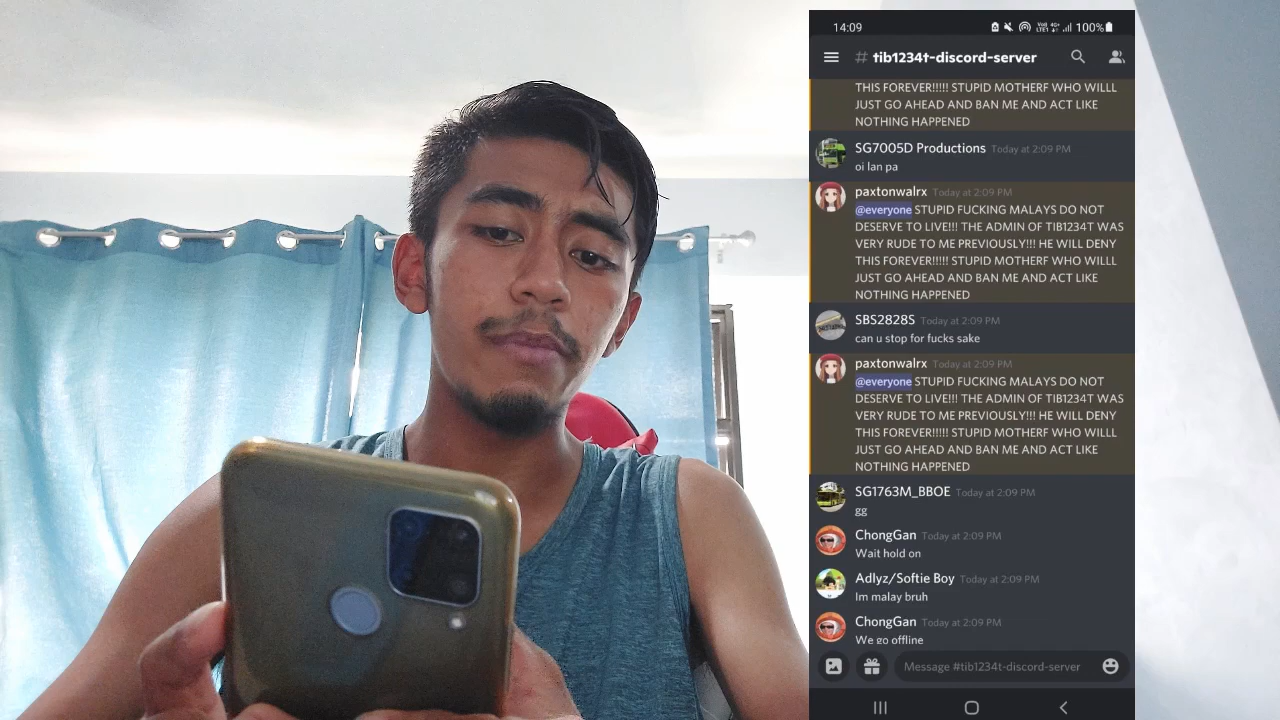 14:09
VoD LTE1 4G+ 100%
# tib1234t-discord-server
THIS FOREVER!!!!! STUPID MOTHERF WHO WILLL
JUST GO AHEAD AND BAN ME AND ACT LIKE
NOTHING HAPPENED
SG7005D Productions Today at 2:09 PM
oi lan pa
paxtonwalrx Today at 2:09 PM
@everyone STUPID FUCKING MALAYS DO NOT
DESERVE TO LIVE!!! THE ADMIN OF TIB1234T WAS
VERY RUDE TO ME PREVIOUSLY!!! HE WILL DENY
THIS FOREVER!!!!! STUPID MOTHERF WHO WILLL
JUST GO AHEAD AND BAN ME AND ACT LIKE
NOTHING HAPPENED
SBS2828S Today at 2:09 PM
can u stop for fucks sake
paxtonwalrx Today at 2:09 PM
@everyone STUPID FUCKING MALAYS DO NOT
DESERVE TO LIVE!!! THE ADMIN OF TIB1234T WAS
VERY RUDE TO ME PREVIOUSLY!!! HE WILL DENY
THIS FOREVER!!!!! STUPID MOTHERF WHO WILLL
JUST GO AHEAD AND BAN ME AND ACT LIKE
NOTHING HAPPENED
SG1763M_BBOE Today at 2:09 PM
gg
ChongGan Today at 2:09 PM
Wait hold on
Adlyz/Softie Boy Today at 2:09 PM
Im malay bruh
ChongGan Today at 2:09 PM
We go offline
Message #tib1234t-discord-server